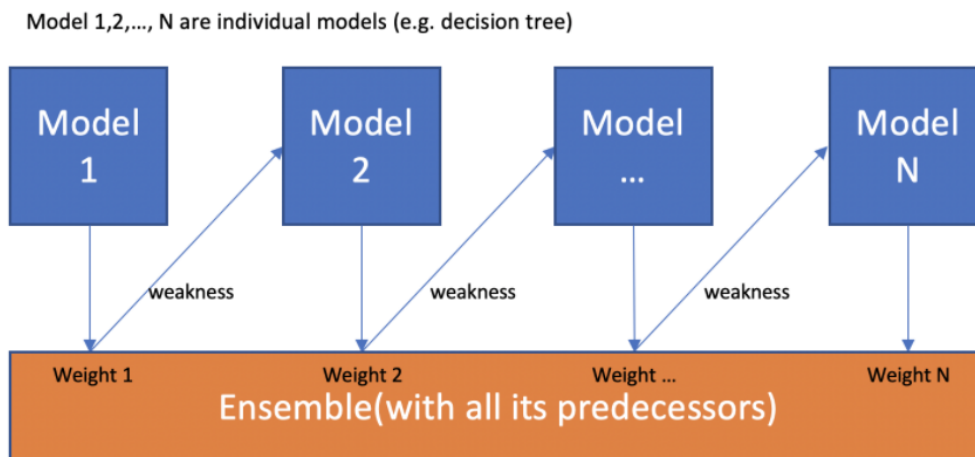 Model 1,2,..., N are individual models (e.g. decision tree)
Model
1
Model
2
Model
...
Model
N
weakness
weakness
weakness
Weight 1
Weight 2
Weight ...
Weight N
Ensemble(with all its predecessors)